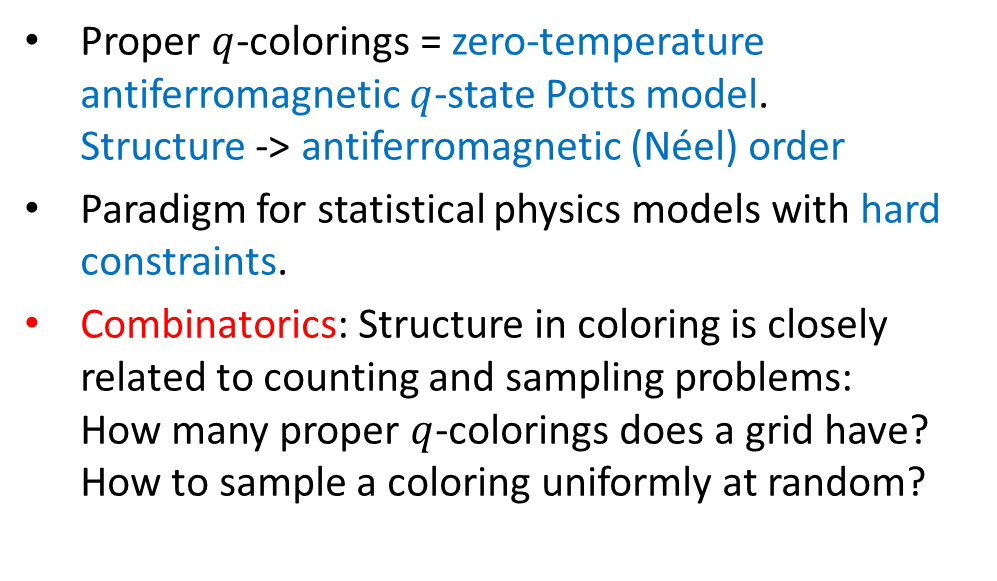 • Proper q-colorings = zero-temperature
antiferromagnetic q-state Potts model.
Structure -> antiferromagnetic (Néel) order
• Paradigm for statistical physics models with hard
constraints.
• Combinatorics: Structure in coloring is closely
related to counting and sampling problems:
How many proper q-colorings does a grid have?
How to sample a coloring uniformly at random?